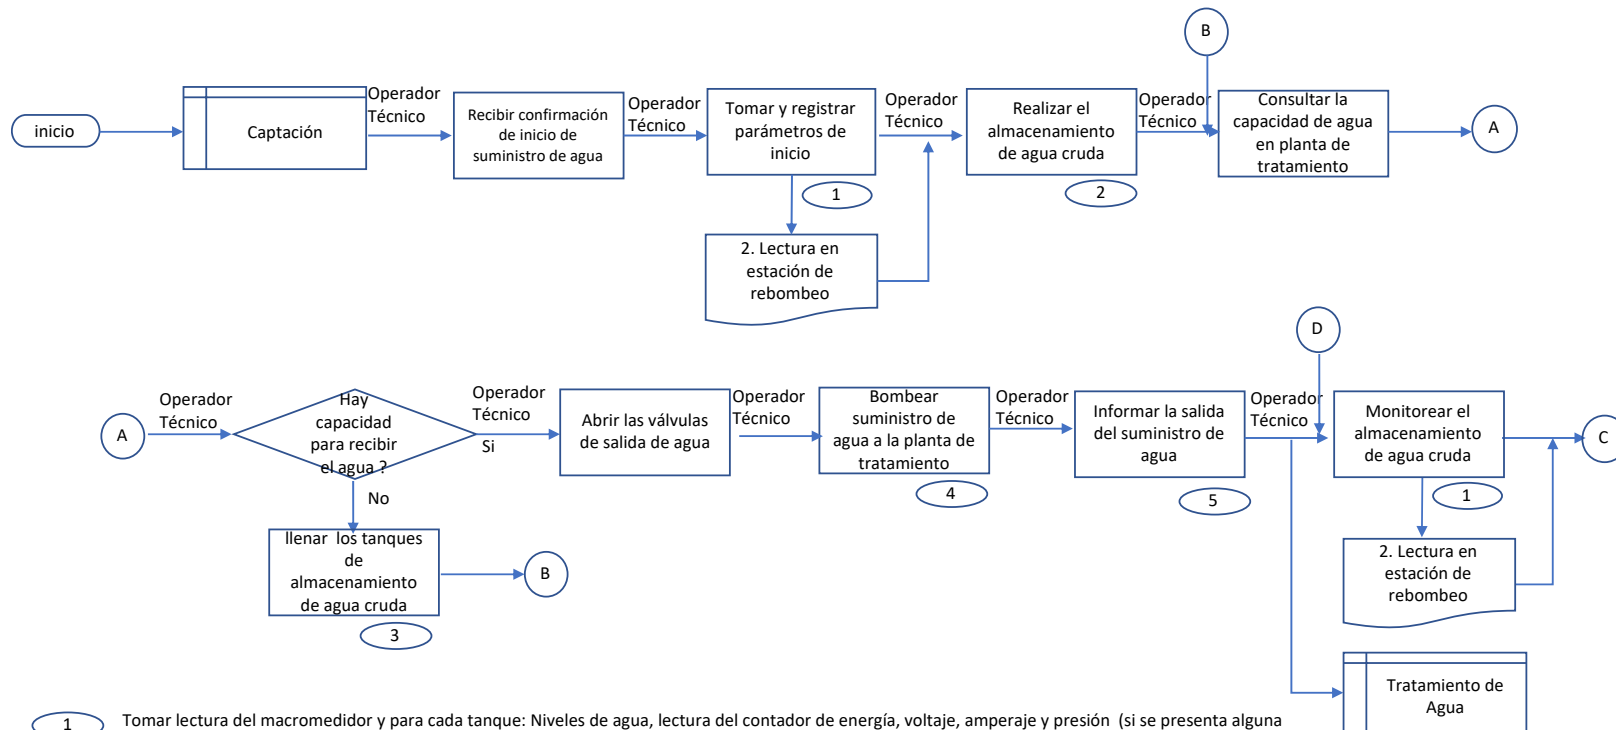 B
inicio
Captación
Operador
Técnico
Recibir confirmación
de inicio de
suministro de agua
Operador
Técnico
Tomar y registrar
parámetros de
inicio
1
Operador
Técnico
Realizar el
almacenamiento
de agua cruda
2
Operador
Técnico
Consultar la
capacidad de agua
en planta de
tratamiento
A
2. Lectura en
estación de
rebombeo
D
A
Operador
Técnico
Hay
capacidad
para recibir
el agua ?
Operador
Técnico
Si
No
Abrir las válvulas
de salida de agua
Operador
Técnico
Bombear
suministro de
agua a la planta de
tratamiento
4
Operador
Técnico
Informar la salida
del suministro de
agua
5
Operador
Técnico
Monitorear el
almacenamiento
de agua cruda
1
C
llenar los tanques
de
almacenamiento
de agua cruda
3
B
2. Lectura en
estación de
rebombeo
Tratamiento de
Agua
1
Tomar lectura del macromedidor y para cada tanque: Niveles de agua, lectura del contador de energía, voltaje, amperaje y presión (si se presenta alguna